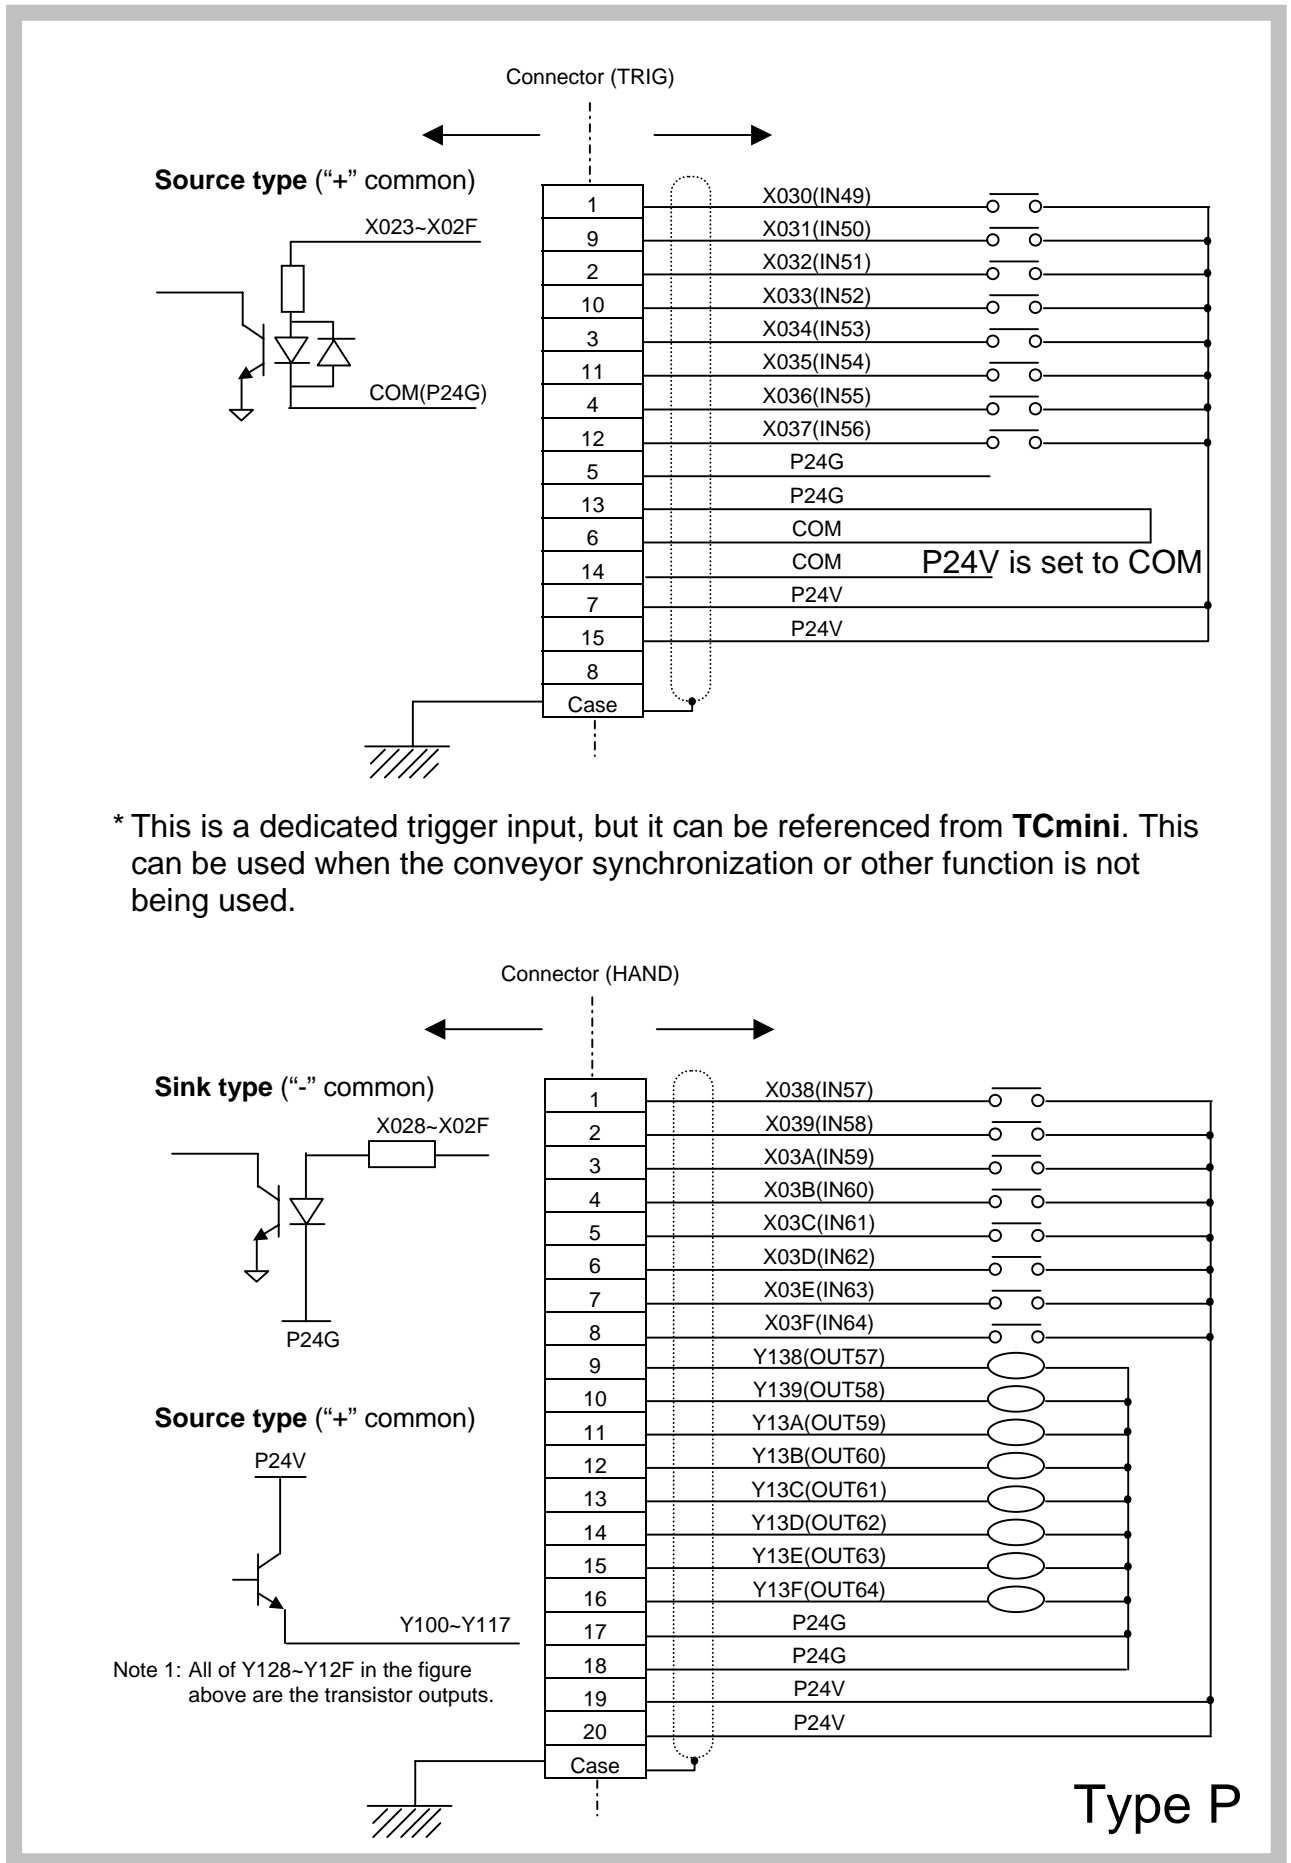 Connector (TRIG)
Source type (“+” common)
X023~X02F
COM(P24G)
1 X030(IN49)
9 X031(IN50)
2 X032(IN51)
10 X033(IN52)
3 X034(IN53)
11 X035(IN54)
4 X036(IN55)
12 X037(IN56)
5 P24G
13 P24G
6 COM
14 COM P24V is set to COM
7 P24V
15 P24V
8
Case
* This is a dedicated trigger input, but it can be referenced from TCmini. This
can be used when the conveyor synchronization or other function is not
being used.
Connector (HAND)
Sink type (“-” common)
X028~X02F
P24G
Source type (“+” common)
P24V
Y100~Y117
Note 1: All of Y128~Y12F in the figure
above are the transistor outputs.
1 X038(IN57)
2 X039(IN58)
3 X03A(IN59)
4 X03B(IN60)
5 X03C(IN61)
6 X03D(IN62)
7 X03E(IN63)
8 X03F(IN64)
9 Y138(OUT57)
10 Y139(OUT58)
11 Y13A(OUT59)
12 Y13B(OUT60)
13 Y13C(OUT61)
14 Y13D(OUT62)
15 Y13E(OUT63)
16 Y13F(OUT64)
17 P24G
18 P24G
19 P24V
20 P24V
Case
Type P